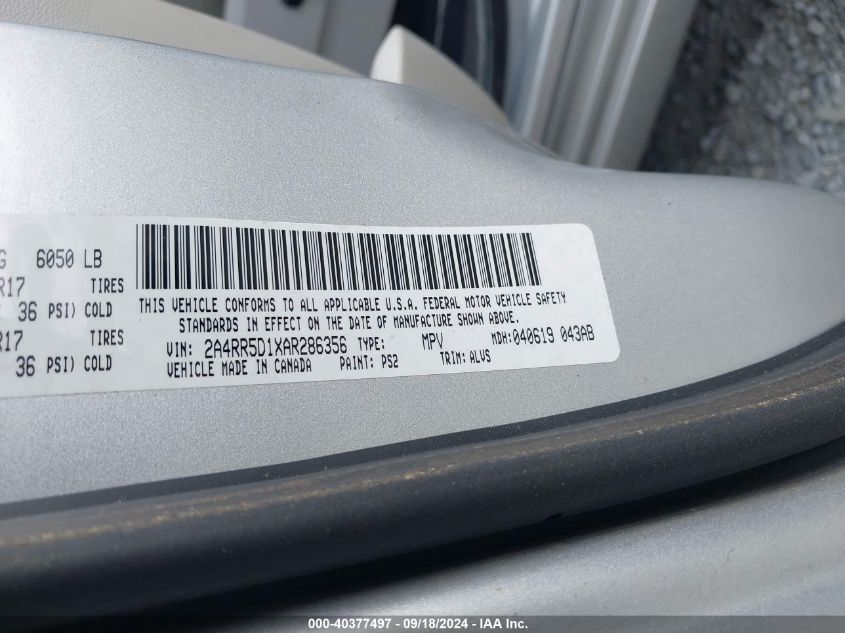 G 6050 LB
R17 TIRES
36 PSI) COLD
R17 TIRES
36 PSI) COLD
THIS VEHICLE CONFORMS TO ALL APPLICABLE U.S.A. FEDERAL MOTOR VEHICLE SAFETY
STANDARDS IN EFFECT ON THE DATE OF MANUFACTURE SHOWN ABOVE.
VIN: 2A4RR5D1XAR286356 TYPE: MPV MDH:040619 043AB
VEHICLE MADE IN CANADA PAINT: PS2 TRIM: ALVS
000-40377497 - 09/18/2024 - IAA Inc.